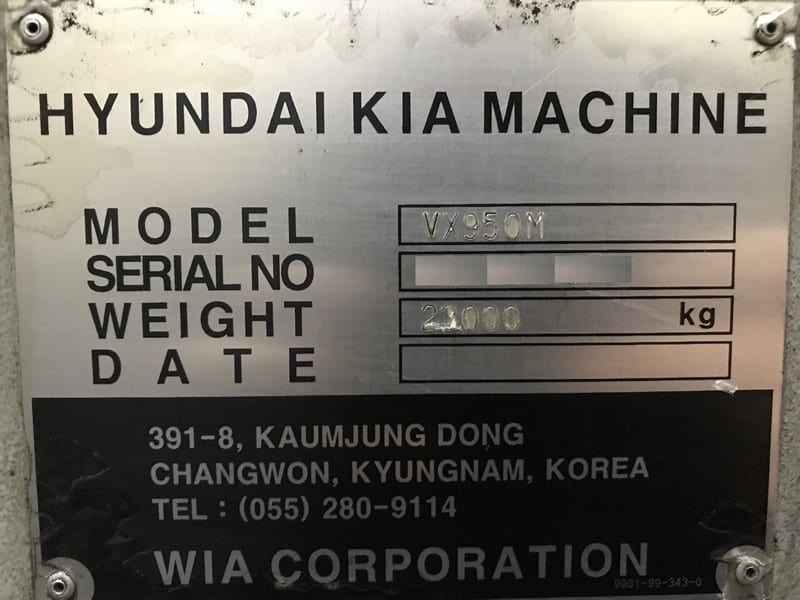 HYUNDAI KIA MACHINE
MODEL VX950M
SERIAL NO
WEIGHT kg
DATE
391-8, KAUMJUNG DONG
CHANGWON, KYUNGNAM, KOREA
TEL : (055) 280-9114
WIA CORPORATION
9001-99-343-0